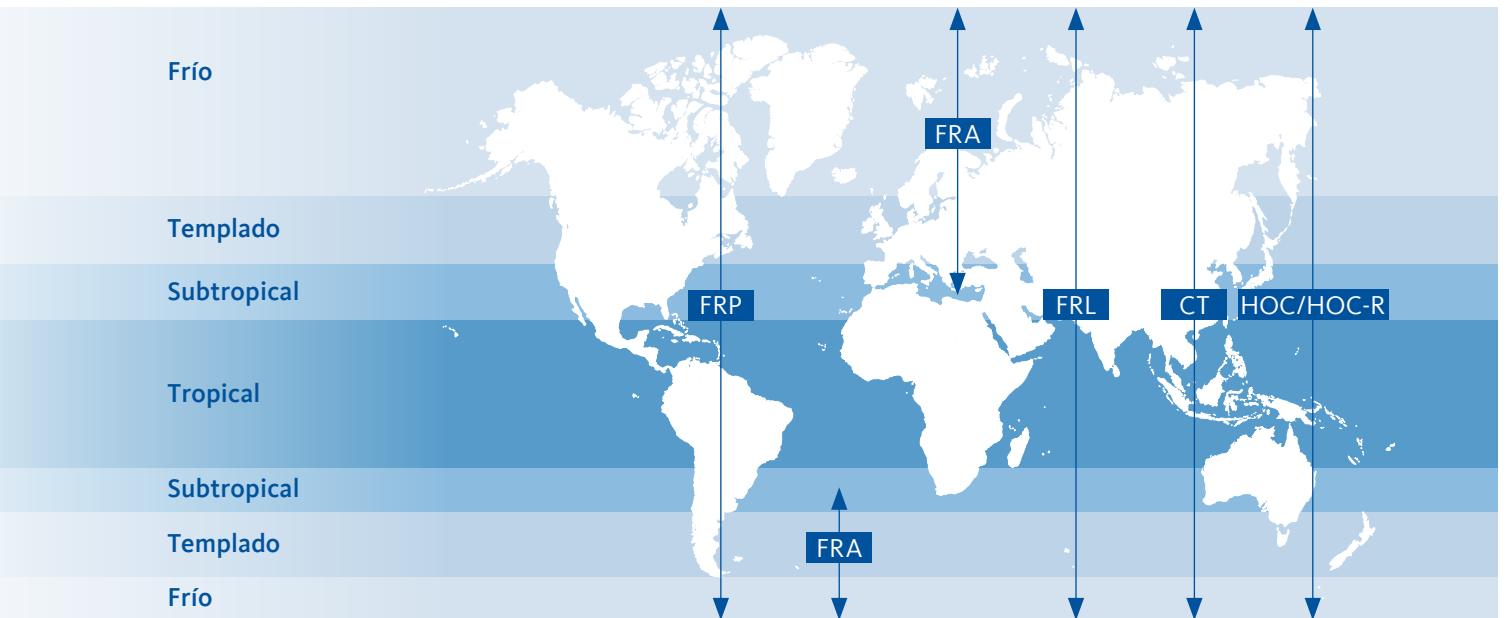 Frío
FRA
Templado
Subtropical
FRP
FRL
CT
HOC/HOC-R
Tropical
Subtropical
Templado
FRA
Frío